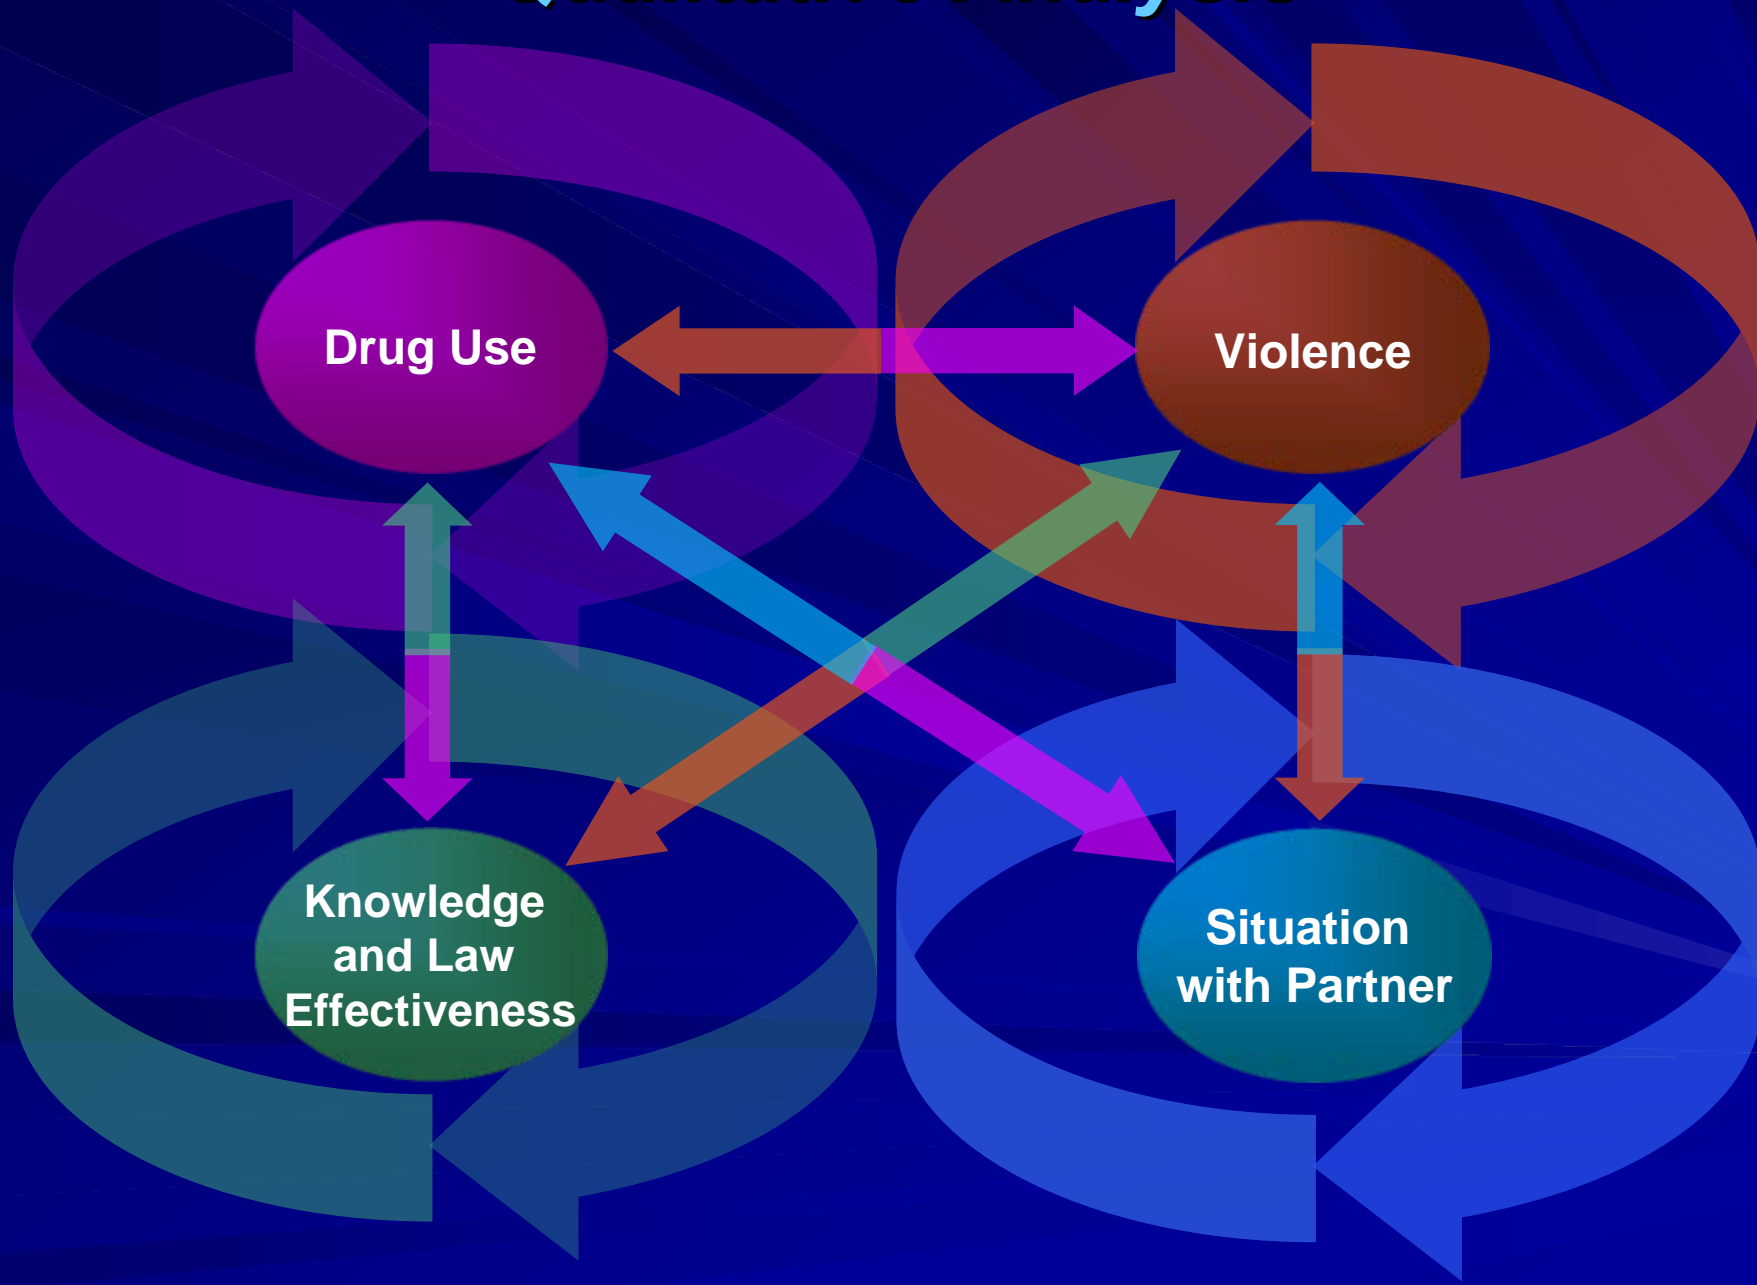 Drug Use
Violence
Knowledge
and Law
Effectiveness
Situation
with Partner